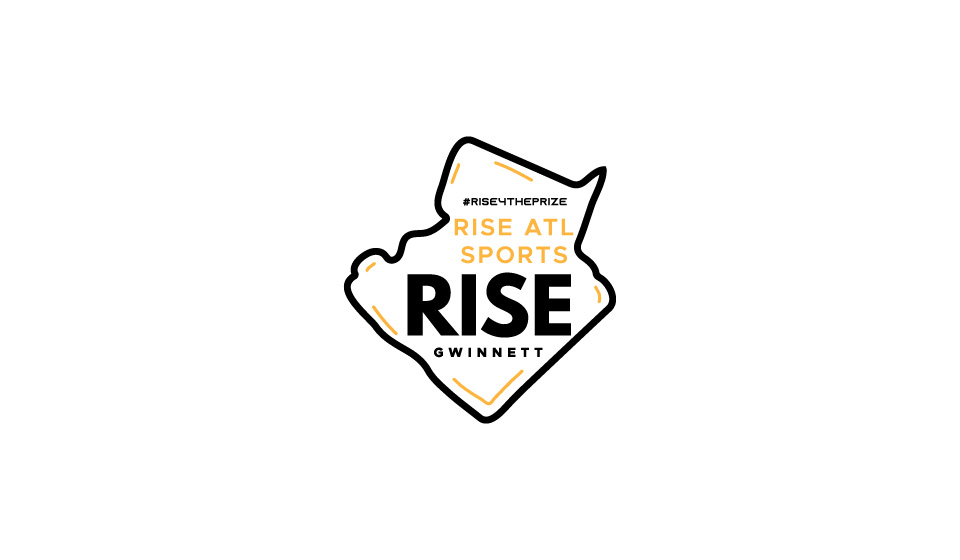 #RISE4THEPRIZE
RISE ATL
SPORTS
RISE
GWINNETT